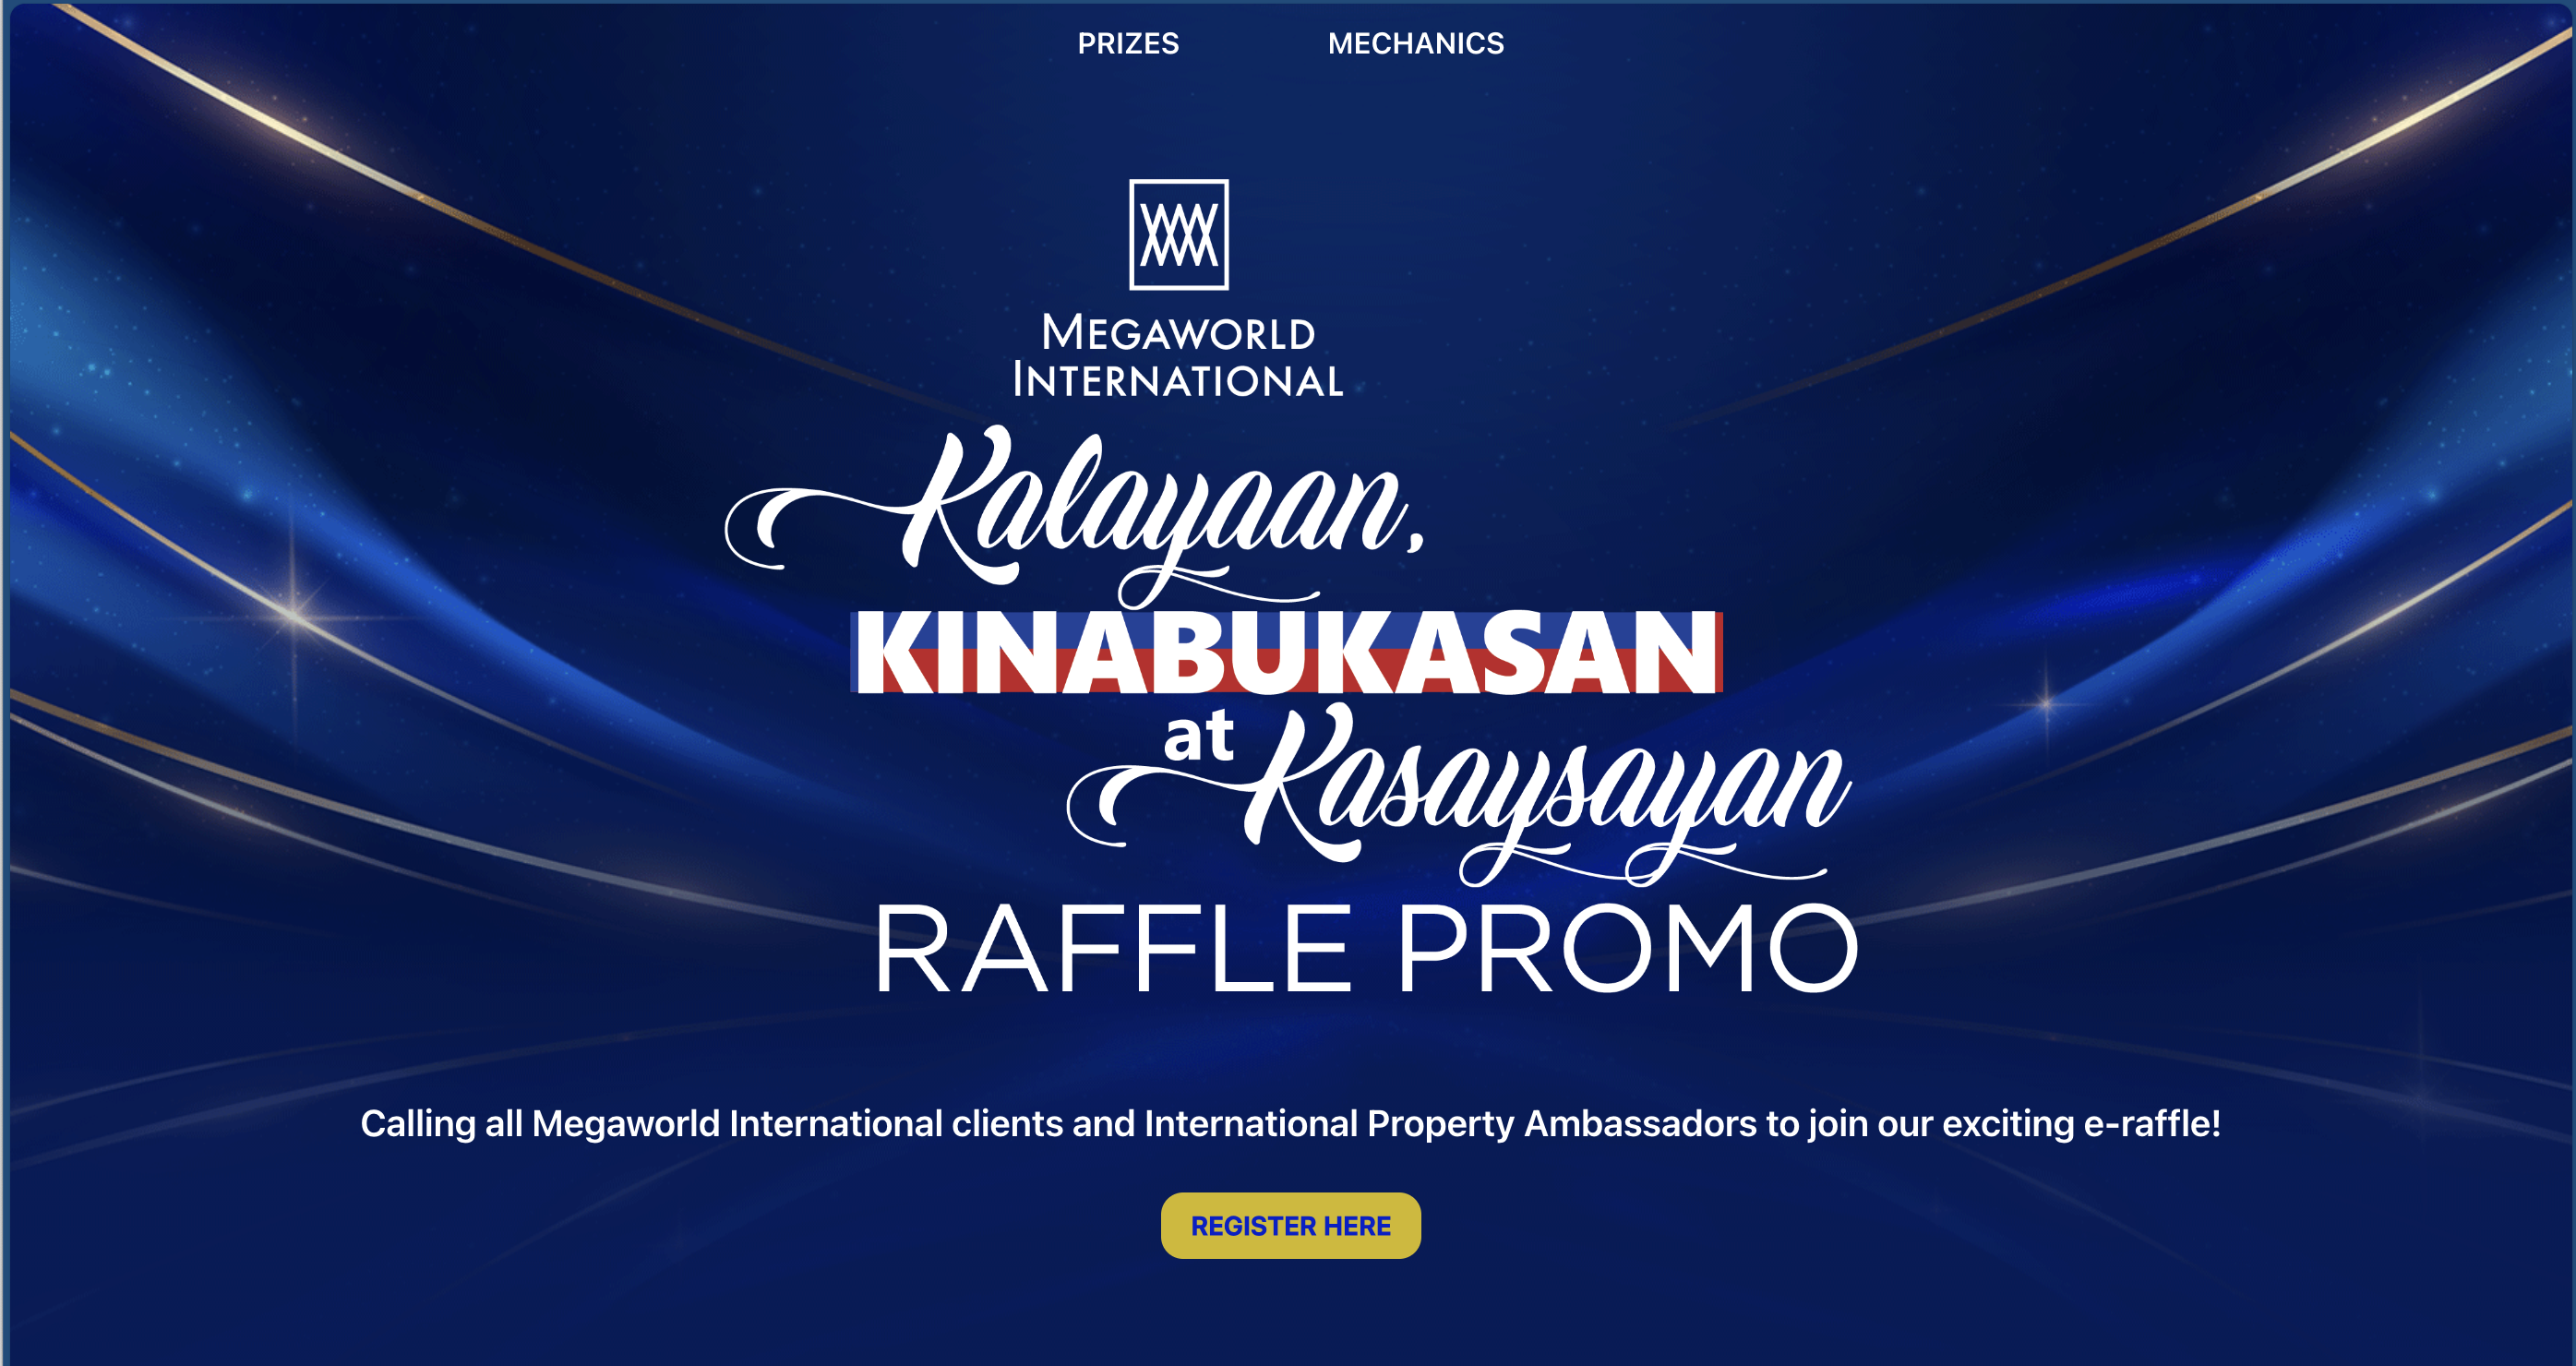 PRIZES MECHANICS
MEGAWORLD
INTERNATIONAL
Kalayaan,
KINABUKASAN
at Kasaysayan
RAFFLE PROMO
Calling all Megaworld International clients and International Property Ambassadors to join our exciting e-raffle!
REGISTER HERE